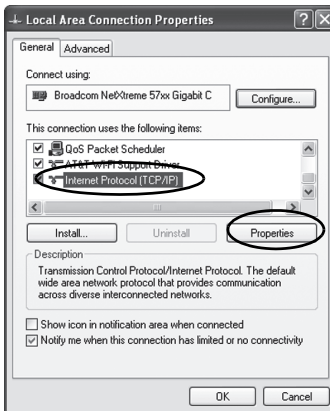 Local Area Connection Properties
General Advanced
Connect using:
Broadcom NetXtreme 57xx Gigabit C
Configure...
This connection uses the following items:
QoS Packet Scheduler
AT&T Wi-Fi Support Driver
Internet Protocol (TCP/IP)
Install... Uninstall Properties
Description
Transmission Control Protocol/Internet Protocol. The default
wide area network protocol that provides communication
across diverse interconnected networks.
Show icon in notification area when connected
Notify me when this connection has limited or no connectivity
OK Cancel